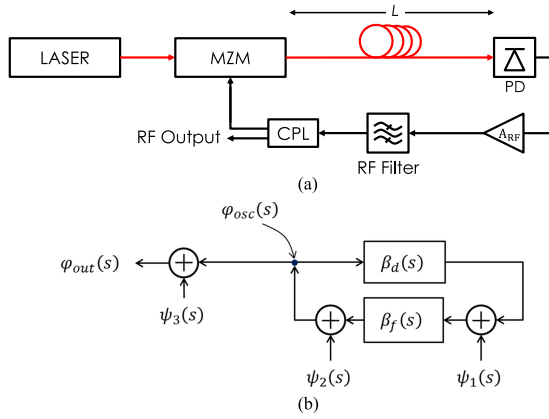 L
LASER
MZM
PD
RF Output
CPL
RF Filter
A_RF
(a)
φ_osc(s)
φ_out(s)
β_d(s)
β_f(s)
ψ_3(s)
ψ_2(s)
ψ_1(s)
(b)